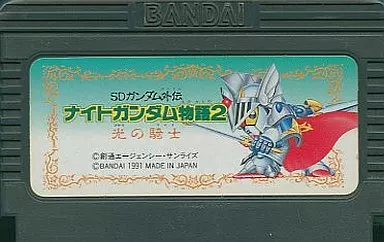 BANDAI
SDガンダム外伝
ナイトガンダム物語2
光の騎士
©創通エージェンシー・サンライズ
©BANDAI 1991 MADE IN JAPAN